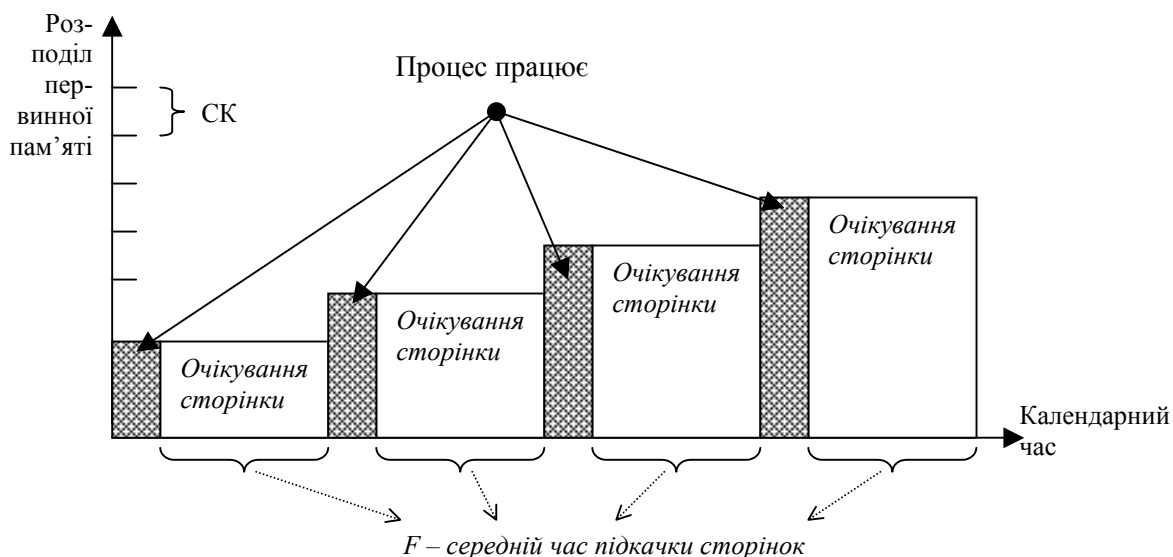 Роз-
поділ
пер-
винної
пам’яті
СК
Процес працює
Очікування
сторінки
Очікування
сторінки
Очікування
сторінки
Очікування
сторінки
Календарний
час
F – середній час підкачки сторінок